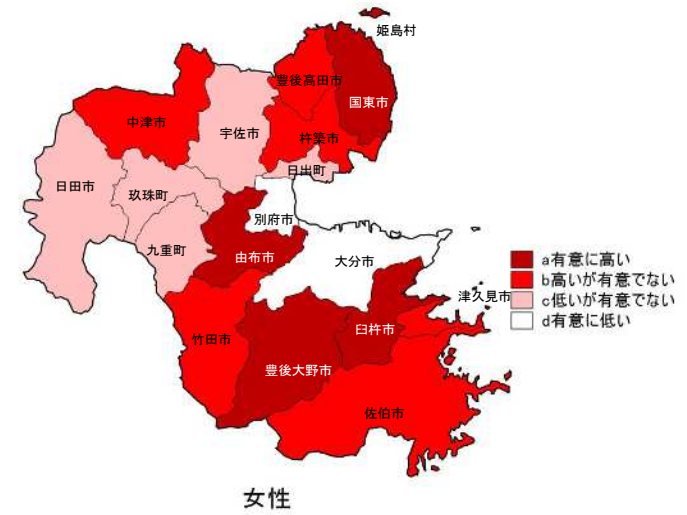 姫島村
豊後高田市
国東市
中津市
宇佐市
杵築市
日出町
日田市
玖珠町
別府市
九重町
由布市
大分市
a有意に高い
b高いが有意でない
c低いが有意でない
d有意に低い
津久見市
臼杵市
竹田市
豊後大野市
佐伯市
女性